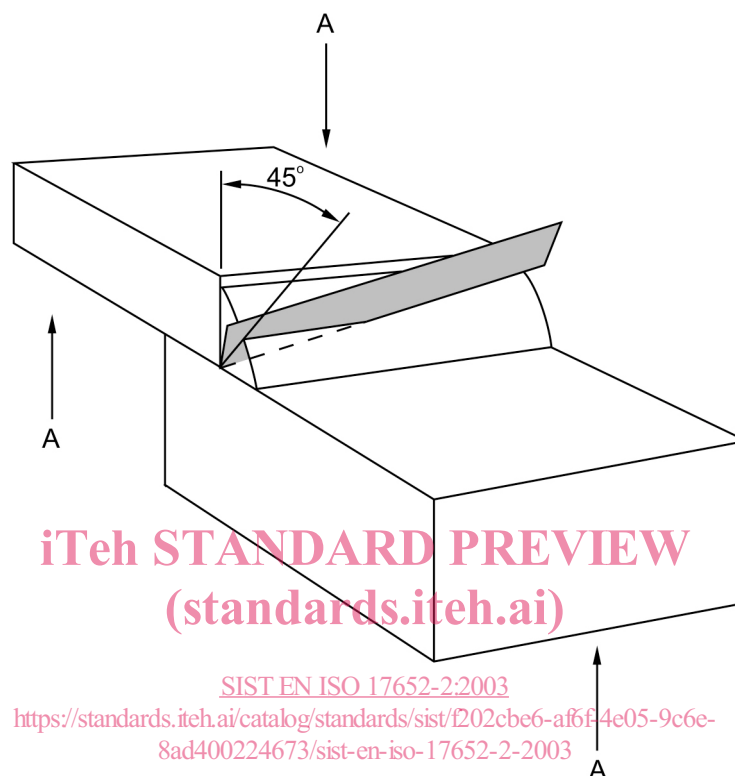 A
45°
A
iTeh STANDARD PREVIEW
(standards.iteh.ai)
SIST EN ISO 17652-2:2003
https://standards.iteh.ai/catalog/standards/sist/f202cbe6-af6f-4e05-9c6e-
8ad400224673/sist-en-iso-17652-2-2003
A